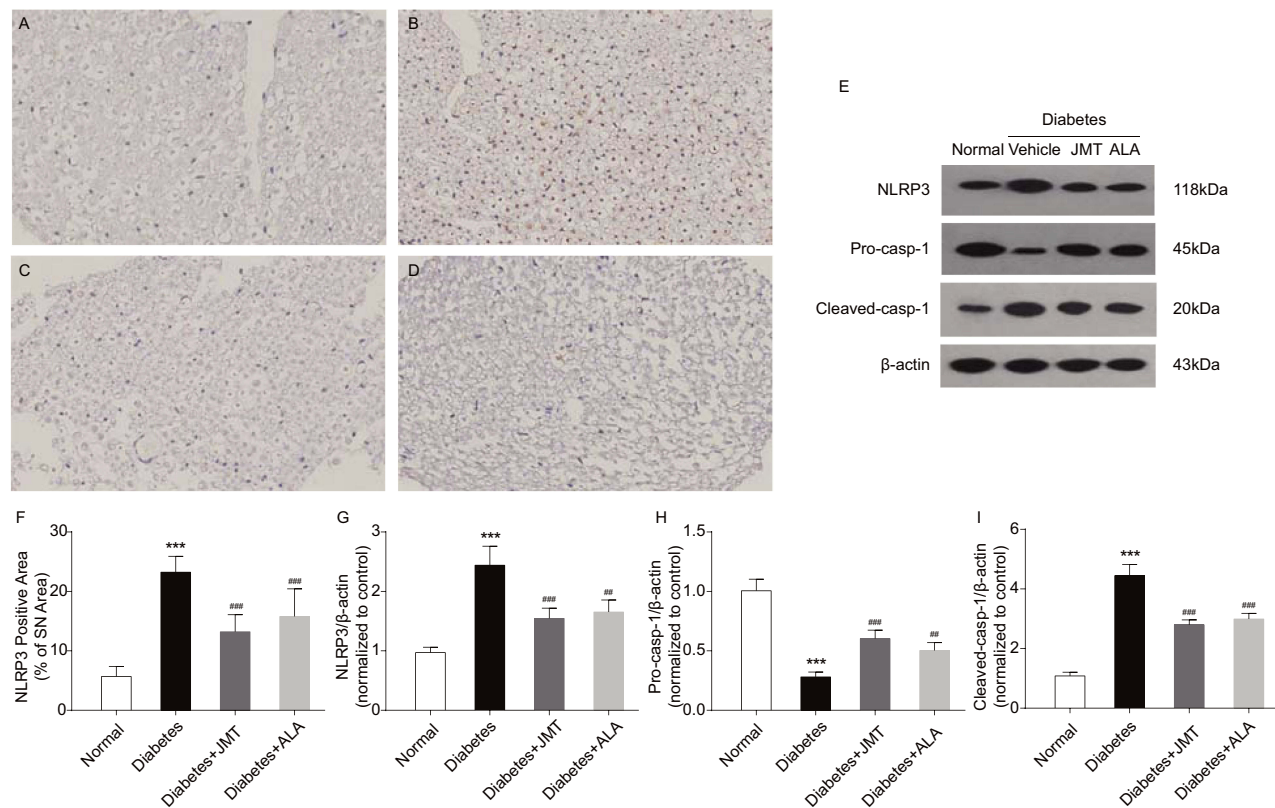 A
B
C
D
E
Diabetes
Normal Vehicle JMT ALA
NLRP3 118kDa
Pro-casp-1 45kDa
Cleaved-casp-1 20kDa
β-actin 43kDa
F
NLRP3 Positive Area
(% of SN Area)
30
20
10
0
***
###
###
Normal
Diabetes
Diabetes+JMT
Diabetes+ALA
G
NLRP3/β-actin
(normalized to control)
3
2
1
0
***
###
##
Normal
Diabetes
Diabetes+JMT
Diabetes+ALA
H
Pro-casp-1/β-actin
(normalized to control)
1.5
1.0
0.5
0.0
***
###
##
Normal
Diabetes
Diabetes+JMT
Diabetes+ALA
I
Cleaved-casp-1/β-actin
(normalized to control)
6
4
2
0
***
###
###
Normal
Diabetes
Diabetes+JMT
Diabetes+ALA